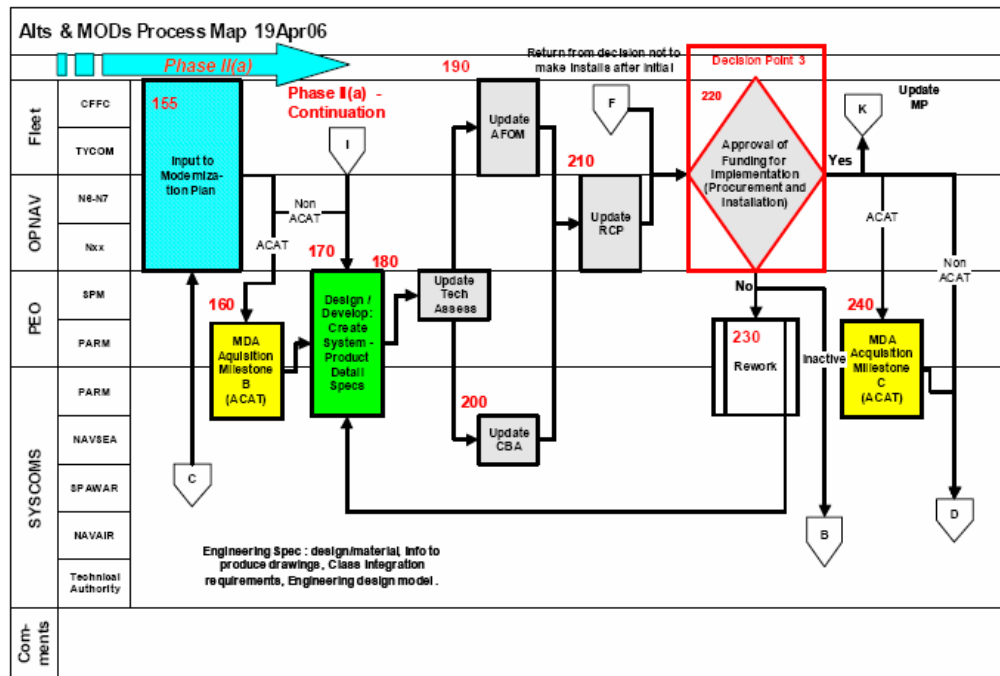 Alts & MODs Process Map 19Apr06
Phase II(a)
190
Return from decision not to
make Installs after Initial
Decision Point 3
Fleet
CFFC
TYCOM
155
Input to
Moderniza-
tion Plan
Phase II(a) -
Continuation
I
Update
AFOM
F
220
Approval of
Funding for
Implementation
(Procurement and
Installation)
K
Update
MP
Yes
OPNAV
N6-N7
Nxx
Non
ACAT
ACAT
170
180
210
Update
RCP
ACAT
Non
ACAT
PEO
SPM
PARM
160
MDA
Aquisition
Milestone
B
(ACAT)
Design /
Develop:
Create
System -
Product
Detail
Specs
Update
Tech
Assess
No
230
Rework
Inactive
240
MDA
Acquisition
Milestone
C
(ACAT)
SYSCOMS
PARM
NAVSEA
SPAWAR
NAVAIR
Technical
Authority
200
Update
CBA
C
B
D
Engineering Spec : design/material, Info to
produce drawings, Class Integration
requirements, Engineering design model .
Com-
ments